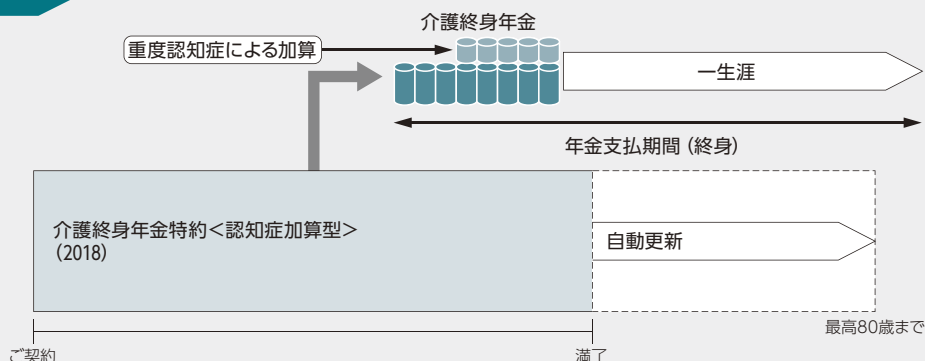 介護終身年金
重度認知症による加算
一生涯
年金支払期間（終身）
介護終身年金特約＜認知症加算型＞
（2018）
自動更新
最高80歳まで
ご契約
満了